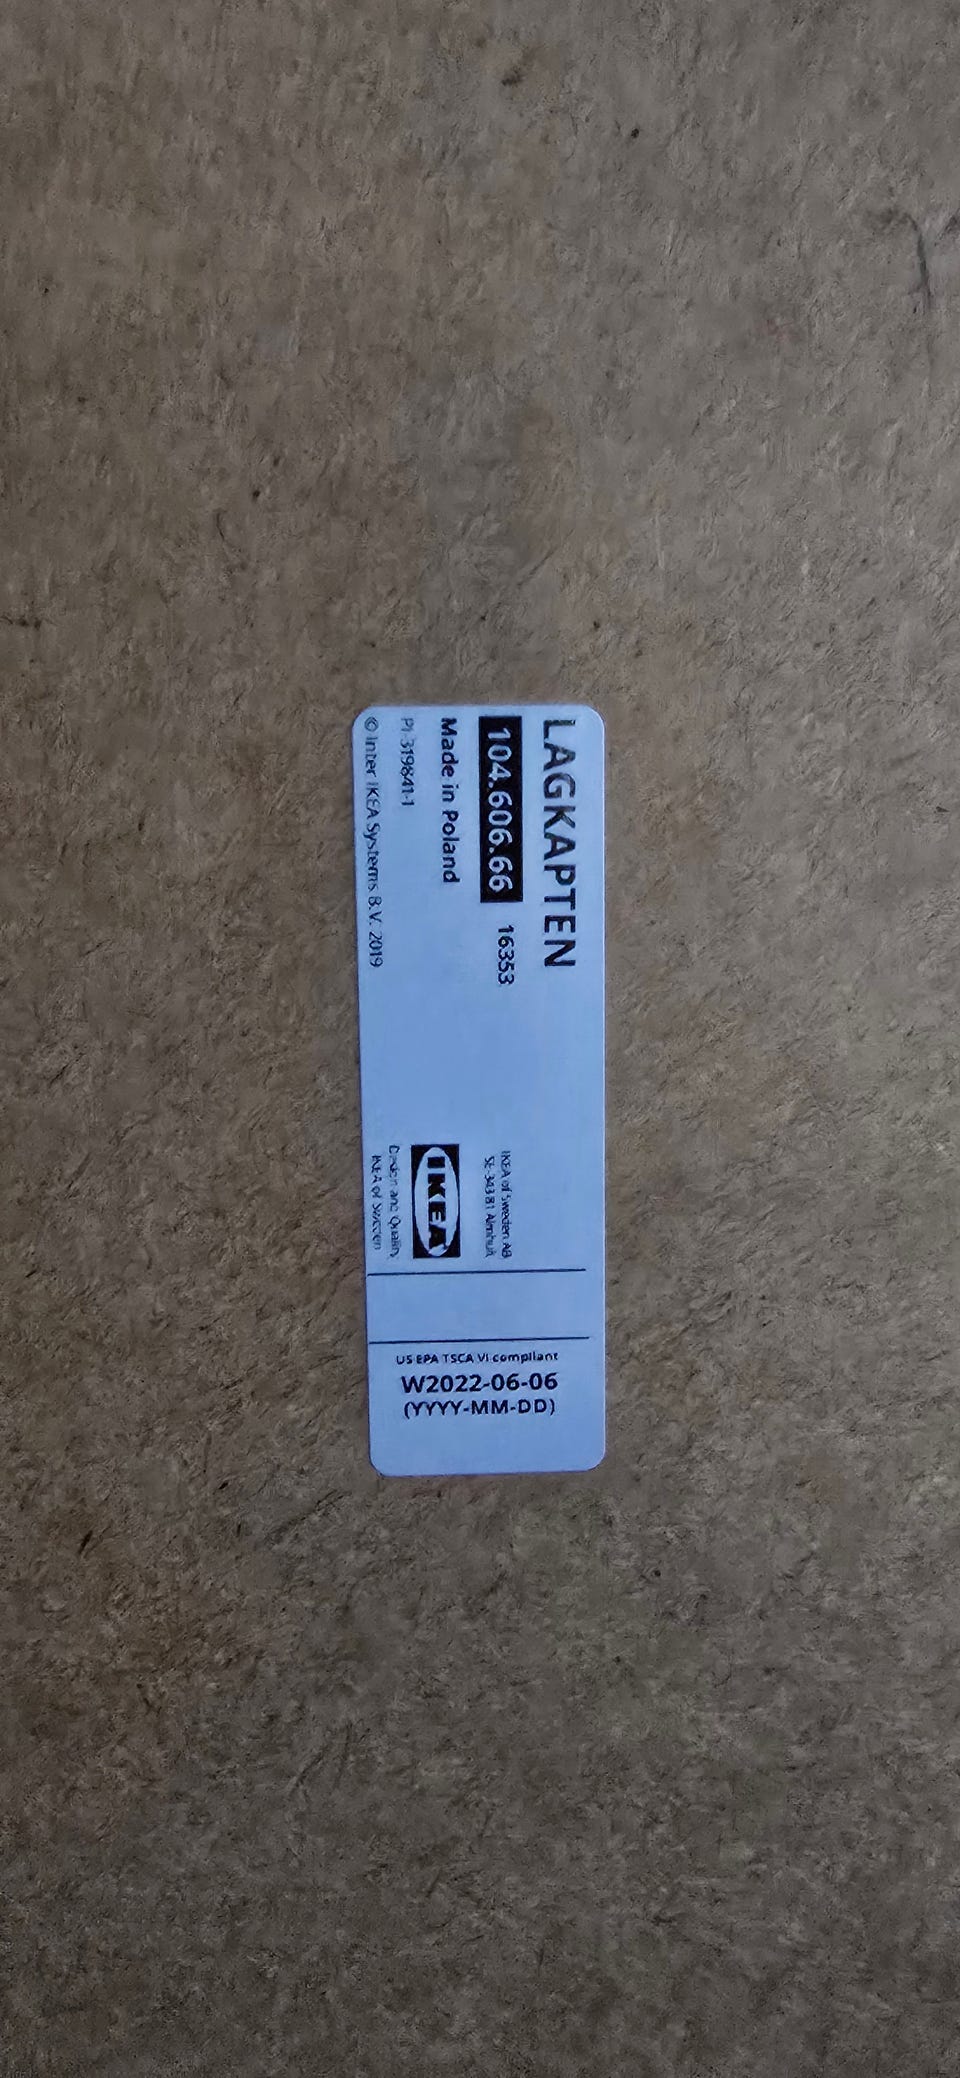 LAGKAPTEN
104.606.66 16353
Made in Poland
PI-319841-1
© Inter IKEA Systems B.V. 2019
IKEA of Sweden AB
SE-343 81 Älmhult
IKEA
Design and Quality
IKEA of Sweden
US EPA TSCA VI compliant
W2022-06-06
(YYYY-MM-DD)